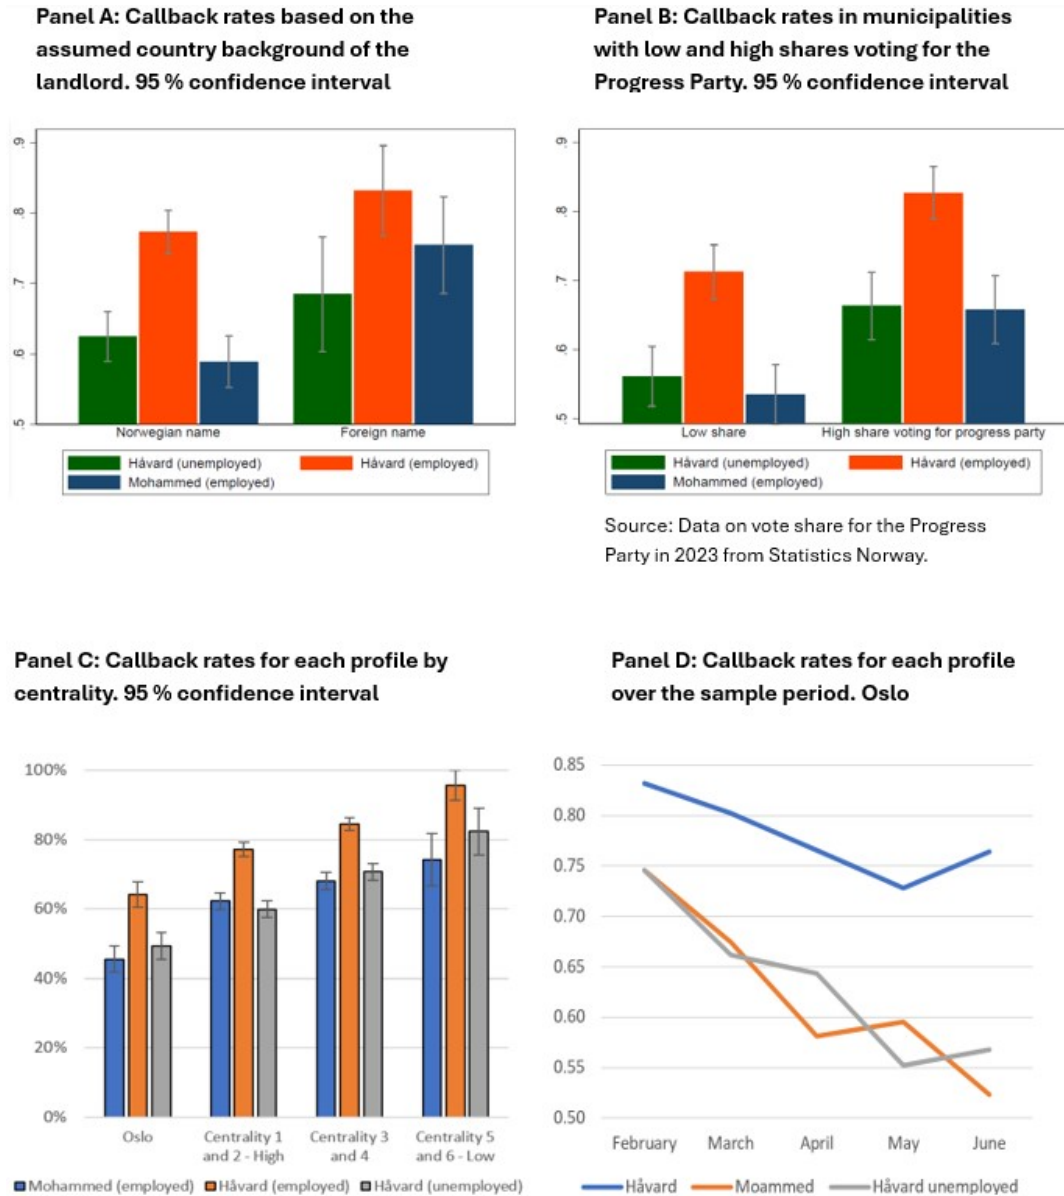 Panel A: Callback rates based on the
assumed country background of the
landlord. 95 % confidence interval
.9
.8
.7
.6
.5
Norwegian name
Foreign name
Håvard (unemployed)
Håvard (employed)
Mohammed (employed)
Panel B: Callback rates in municipalities
with low and high shares voting for the
Progress Party. 95 % confidence interval
.9
.8
.7
.6
.5
Low share
High share voting for progress party
Håvard (unemployed)
Håvard (employed)
Mohammed (employed)
Source: Data on vote share for the Progress
Party in 2023 from Statistics Norway.
Panel C: Callback rates for each profile by
centrality. 95 % confidence interval
100%
80%
60%
40%
20%
0%
Oslo
Centrality 1
and 2 - High
Centrality 3
and 4
Centrality 5
and 6 - Low
Mohammed (employed)
Håvard (employed)
Håvard (unemployed)
Panel D: Callback rates for each profile
over the sample period. Oslo
0.85
0.80
0.75
0.70
0.65
0.60
0.55
0.50
February
March
April
May
June
Håvard
Moammed
Håvard unemployed